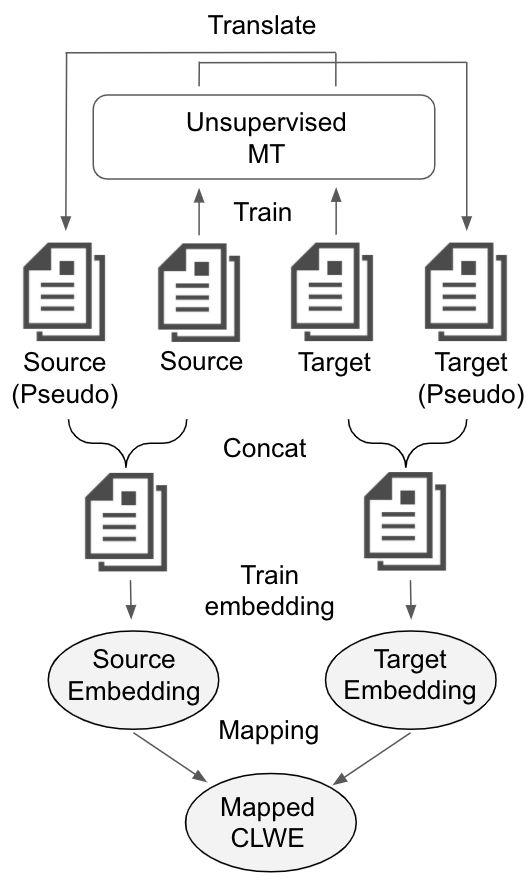 Translate
Unsupervised
MT
Train
Source
(Pseudo)
Source
Target
Target
(Pseudo)
Concat
Train
embedding
Source
Embedding
Target
Embedding
Mapping
Mapped
CLWE